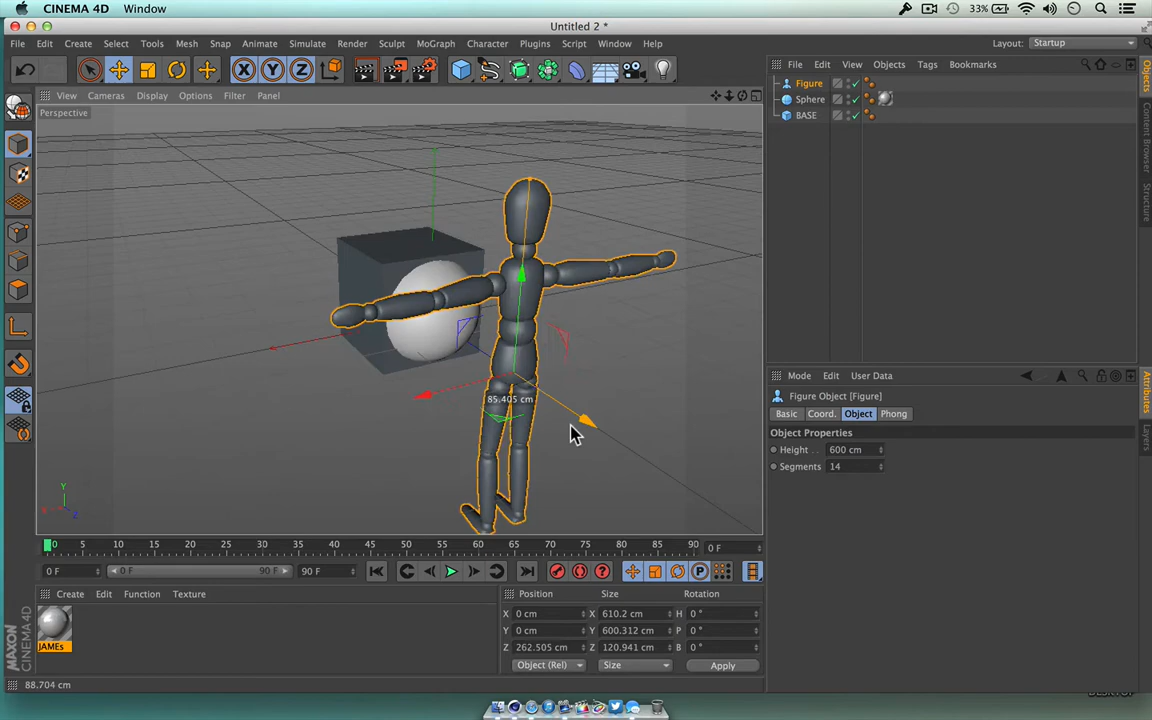 CINEMA 4D Window 33%
Untitled 2 *
File Edit Create Select Tools Mesh Snap Animate Simulate Render Sculpt MoGraph Character Plugins Script Window Help Layout: Startup
X Y Z
File Edit View Objects Tags Bookmarks
Figure
Sphere
BASE
View Cameras Display Options Filter Panel
Perspective
85.405 cm
Y
Z
Objects
Content Browser
Structure
Mode Edit User Data
Figure Object [Figure]
Basic Coord. Object Phong
Object Properties
Height 600 cm
Segments 14
Attributes
Layers
0 5 10 15 20 25 30 35 40 45 50 55 60 65 70 75 80 85 90 0 F
0 F 0 F 90 F 90 F
P
Create Edit Function Texture
JAMEs
Position Size Rotation
X 0 cm X 610.2 cm H 0 °
Y 0 cm Y 600.312 cm P 0 °
Z 262.505 cm Z 120.941 cm B 0 °
Object (Rel) Size Apply
MAXON CINEMA 4D
88.704 cm